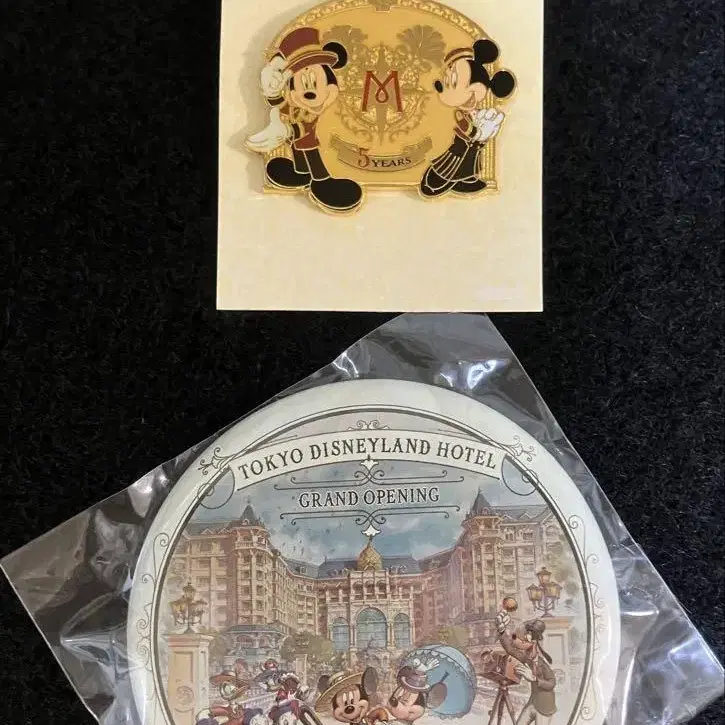 M
5 YEARS
TOKYO DISNEYLAND HOTEL
GRAND OPENING